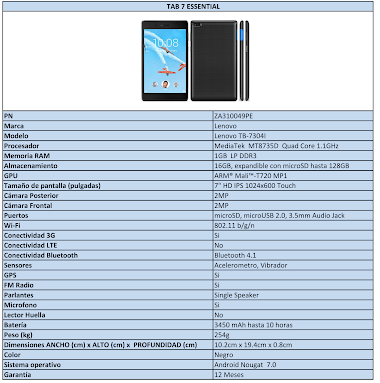 TAB 7 ESSENTIAL
10:08
PN ZA310049PE
Marca Lenovo
Modelo Lenovo TB-7304I
Procesador MediaTek MT8735D Quad Core 1.1GHz
Memoria RAM 1GB LP DDR3
Almacenamiento 16GB, expandible con microSD hasta 128GB
GPU ARM® Mali™-T720 MP1
Tamaño de pantalla (pulgadas) 7" HD IPS 1024x600 Touch
Cámara Posterior 2MP
Cámara Frontal 2MP
Puertos microSD, microUSB 2.0, 3.5mm Audio Jack
Wi-Fi 802.11 b/g/n
Conectividad 3G Si
Conectividad LTE No
Conectividad Bluetooth Bluetooth 4.1
Sensores Acelerometro, Vibrador
GPS Si
FM Radio Si
Parlantes Single Speaker
Microfono Si
Lector Huella No
Batería 3450 mAh hasta 10 horas
Peso (kg) 254g
Dimensiones ANCHO (cm) x ALTO (cm) x PROFUNDIDAD (cm) 10.2cm x 19.4cm x 0.8cm
Color Negro
Sistema operativo Android Nougat 7.0
Garantía 12 Meses